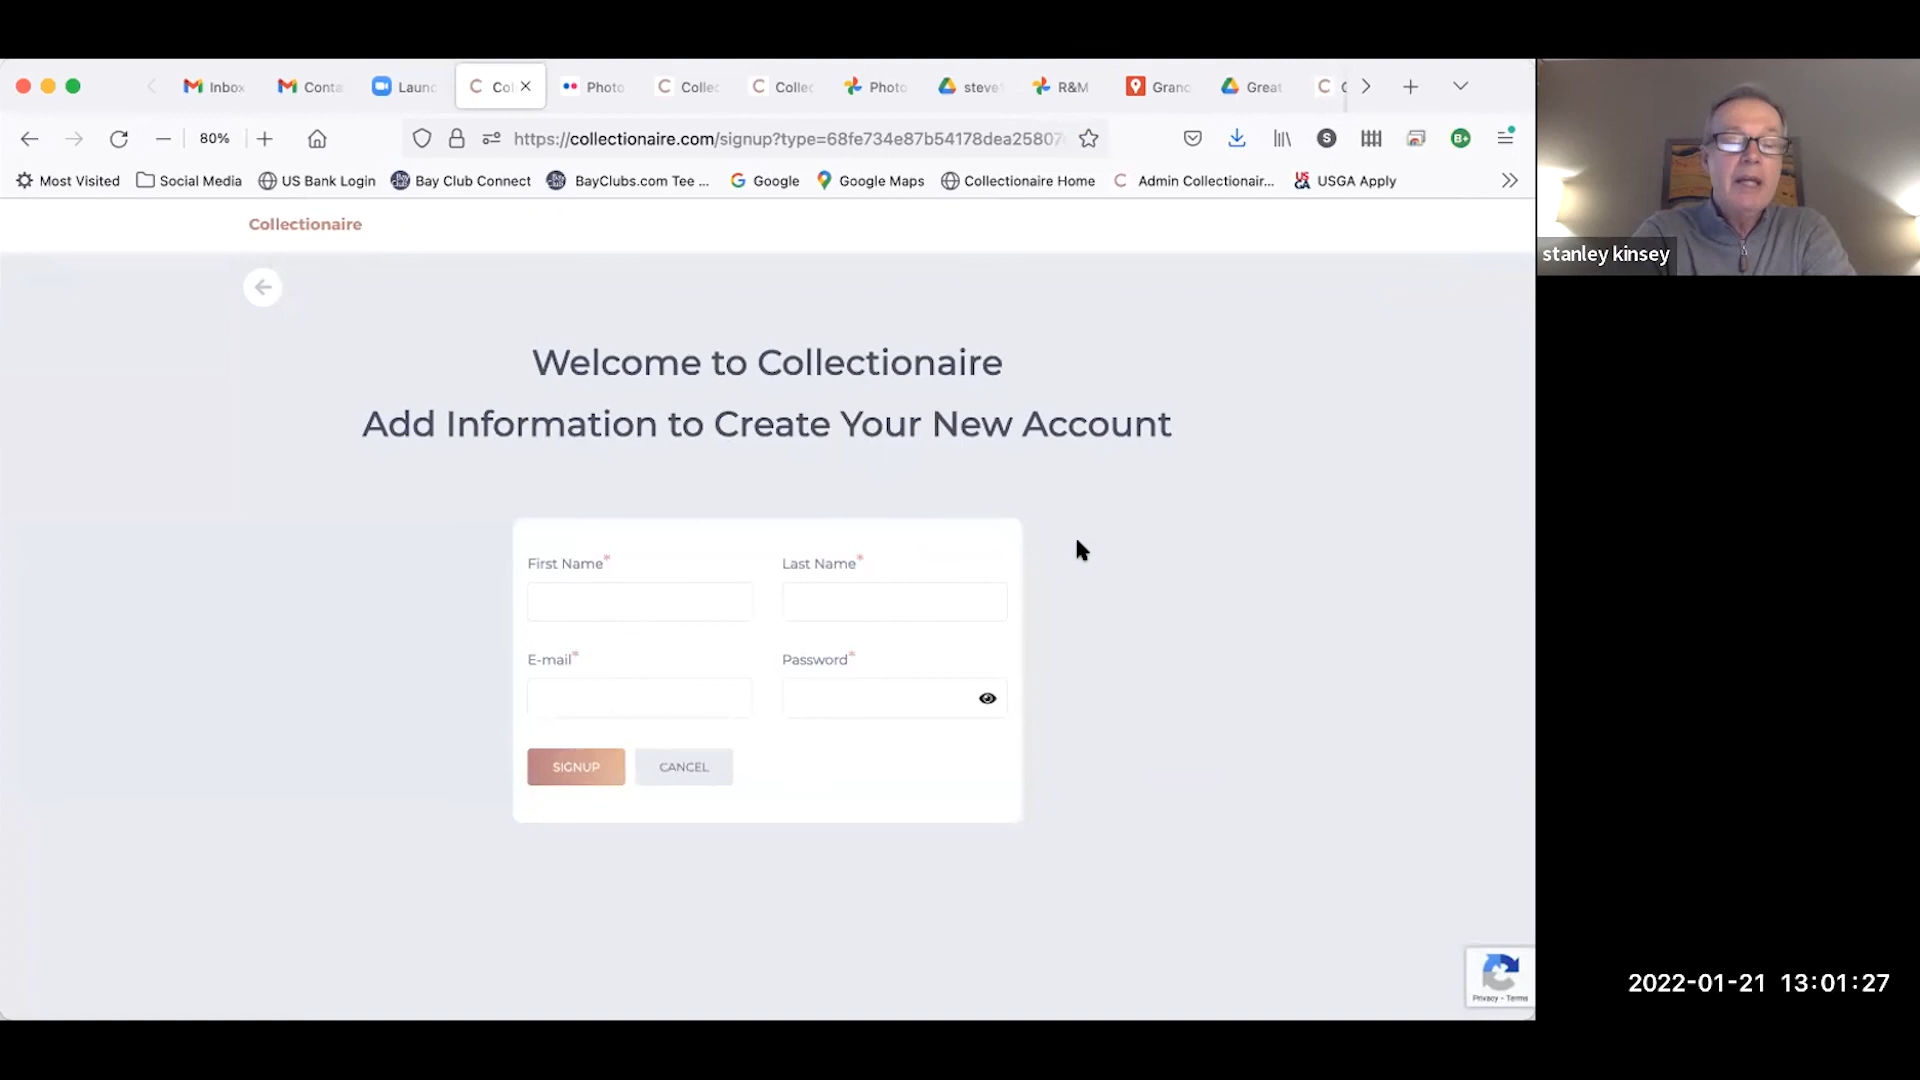 Inbox
Conta
Laun
Col
Photo
Collec
Collec
Photo
steve
R&M
Granc
Great
80%
https://collectionaire.com/signup?type=68fe734e87b54178dea25807
S
B+
Most Visited
Social Media
US Bank Login
Bay Club Connect
BayClubs.com Tee ...
Google
Google Maps
Collectionaire Home
Admin Collectionair...
USGA Apply
Collectionaire
stanley kinsey
Welcome to Collectionaire
Add Information to Create Your New Account
First Name*
Last Name*
E-mail*
Password*
SIGNUP
CANCEL
Privacy - Terms
2022-01-21 13:01:27